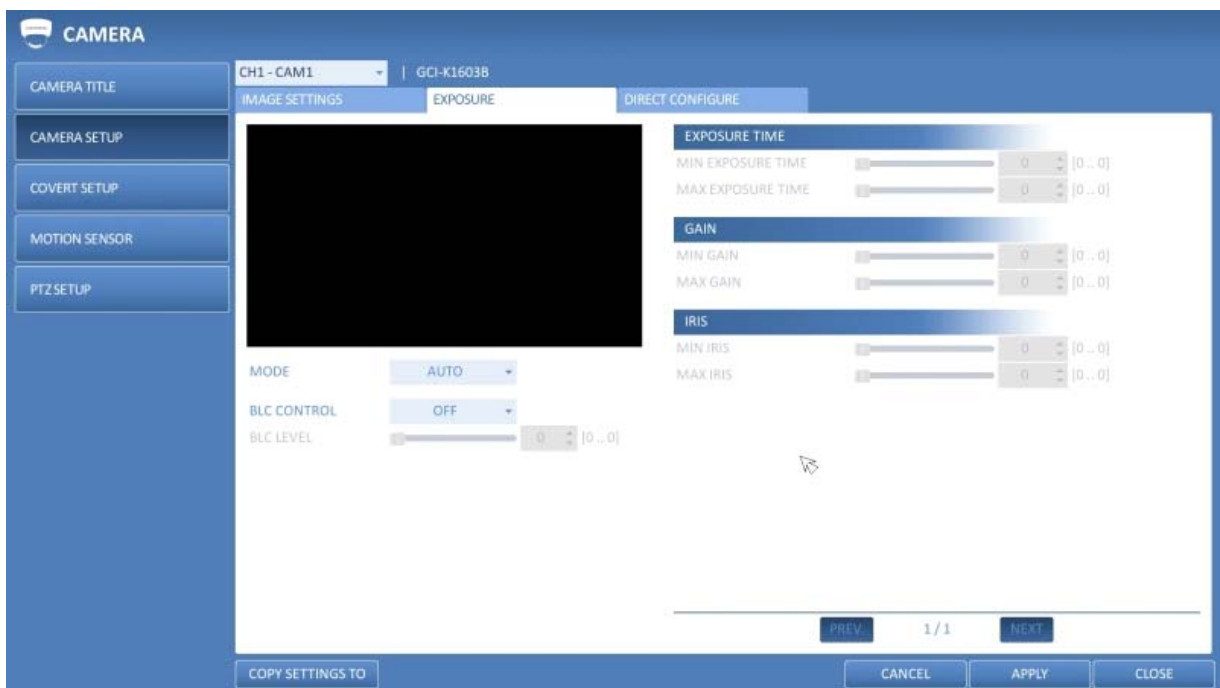 CAMERA
CAMERA TITLE
CAMERA SETUP
COVERT SETUP
MOTION SENSOR
PTZ SETUP
CH1 - CAM1 | GCI-K1603B
IMAGE SETTINGS EXPOSURE DIRECT CONFIGURE
MODE AUTO
BLC CONTROL OFF
BLC LEVEL 0 [0 .. 0]
EXPOSURE TIME
MIN EXPOSURE TIME 0 [0 .. 0]
MAX EXPOSURE TIME 0 [0 .. 0]
GAIN
MIN GAIN 0 [0 .. 0]
MAX GAIN 0 [0 .. 0]
IRIS
MIN IRIS 0 [0 .. 0]
MAX IRIS 0 [0 .. 0]
PREV. 1 / 1 NEXT
COPY SETTINGS TO CANCEL APPLY CLOSE